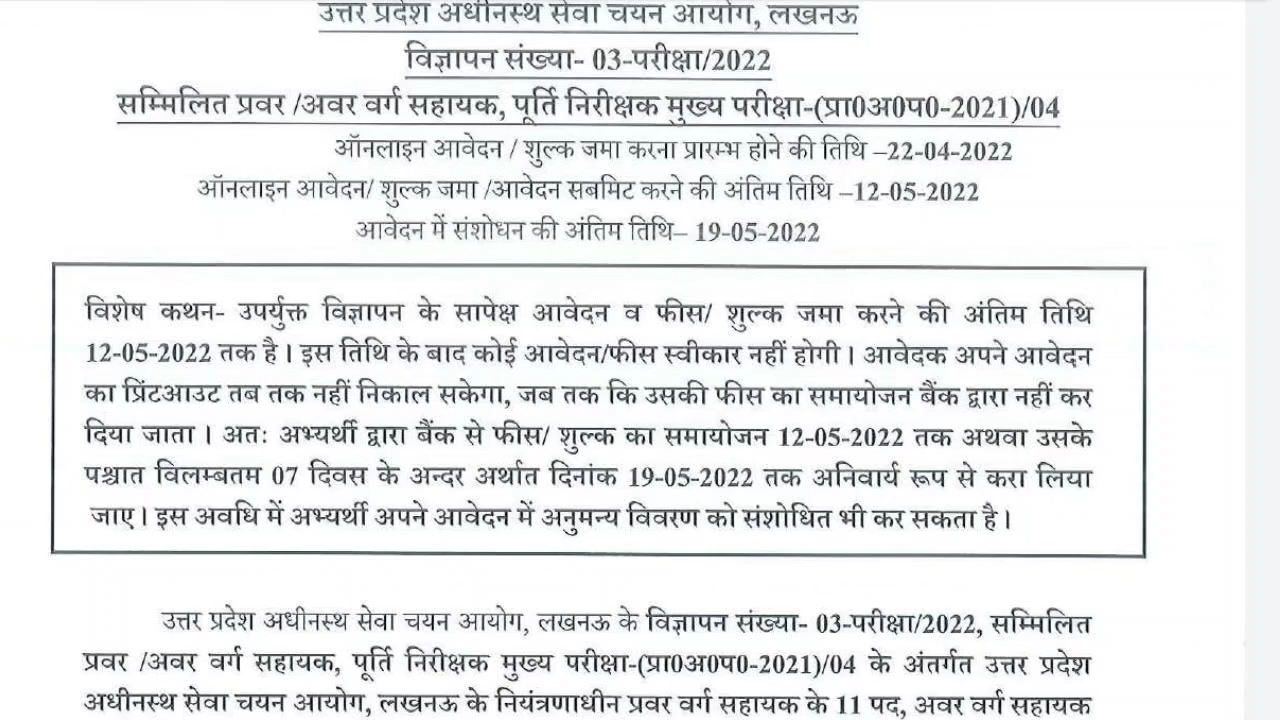 उत्तर प्रदेश अधीनस्थ सेवा चयन आयोग, लखनऊ
विज्ञापन संख्या- 03-परीक्षा/2022
सम्मिलित प्रवर /अवर वर्ग सहायक, पूर्ति निरीक्षक मुख्य परीक्षा-(प्रा0अ0प0-2021)/04
ऑनलाइन आवेदन / शुल्क जमा करना प्रारम्भ होने की तिथि –22-04-2022
ऑनलाइन आवेदन/ शुल्क जमा /आवेदन सबमिट करने की अंतिम तिथि –12-05-2022
आवेदन में संशोधन की अंतिम तिथि– 19-05-2022
विशेष कथन- उपर्युक्त विज्ञापन के सापेक्ष आवेदन व फीस/ शुल्क जमा करने की अंतिम तिथि
12-05-2022 तक है। इस तिथि के बाद कोई आवेदन/फीस स्वीकार नहीं होगी। आवेदक अपने आवेदन
का प्रिंटआउट तब तक नहीं निकाल सकेगा, जब तक कि उसकी फीस का समायोजन बैंक द्वारा नहीं कर
दिया जाता। अतः अभ्यर्थी द्वारा बैंक से फीस/ शुल्क का समायोजन 12-05-2022 तक अथवा उसके
पश्चात विलम्बतम 07 दिवस के अन्दर अर्थात दिनांक 19-05-2022 तक अनिवार्य रूप से करा लिया
जाए। इस अवधि में अभ्यर्थी अपने आवेदन में अनुमन्य विवरण को संशोधित भी कर सकता है।
उत्तर प्रदेश अधीनस्थ सेवा चयन आयोग, लखनऊ के विज्ञापन संख्या- 03-परीक्षा/2022, सम्मिलित
प्रवर /अवर वर्ग सहायक, पूर्ति निरीक्षक मुख्य परीक्षा-(प्रा0अ0प0-2021)/04 के अंतर्गत उत्तर प्रदेश
अधीनस्थ सेवा चयन आयोग, लखनऊ के नियंत्रणाधीन प्रवर वर्ग सहायक के 11 पद, अवर वर्ग सहायक